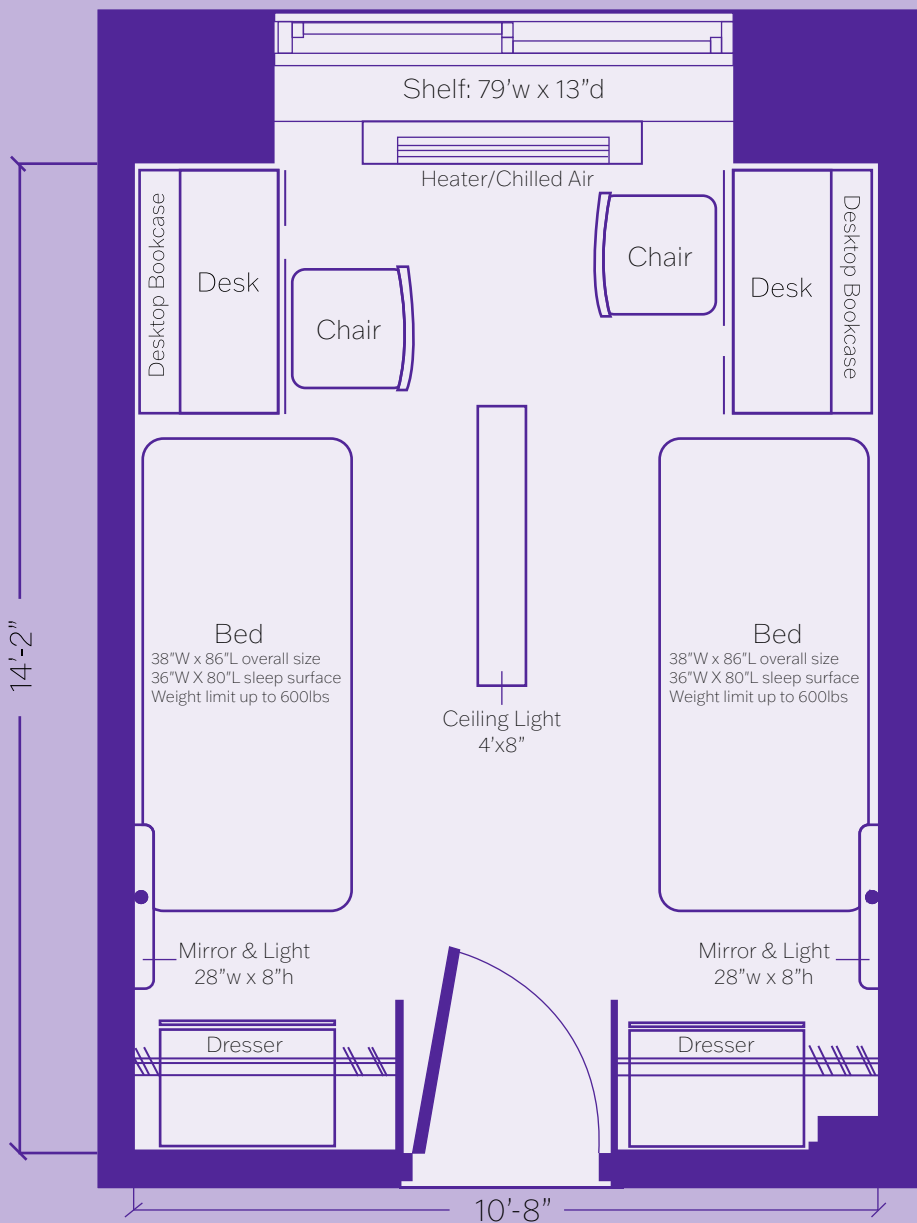 Shelf: 79’w x 13”d
Heater/Chilled Air
Desktop Bookcase
Desk
Chair
Chair
Desk
Desktop Bookcase
14’-2”
Bed
38”W x 86”L overall size
36”W X 80”L sleep surface
Weight limit up to 600lbs
Bed
38”W x 86”L overall size
36”W X 80”L sleep surface
Weight limit up to 600lbs
Ceiling Light
4’x8”
Mirror & Light
28”w x 8”h
Mirror & Light
28”w x 8”h
Dresser
Dresser
10’-8”